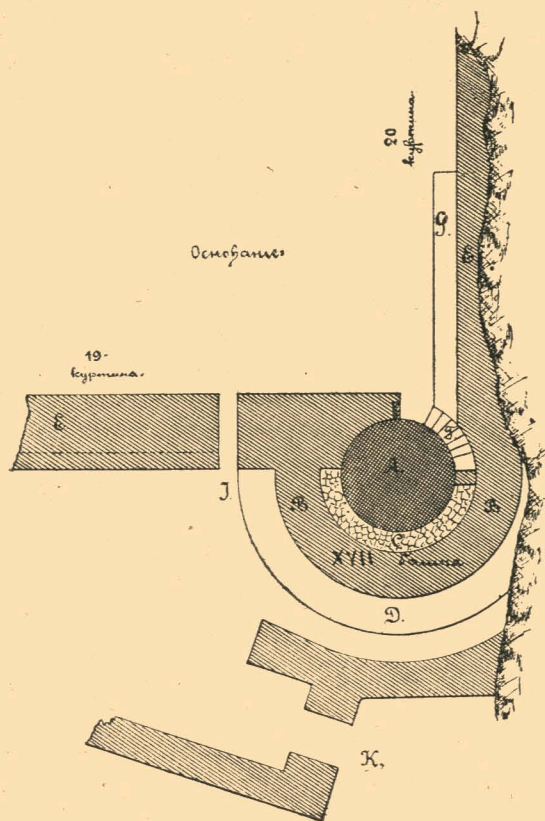 20
куртина
G.
Основание
E
19-
куртина.
E
A.
J.
B
B
C.
XVII башня
D.
K,